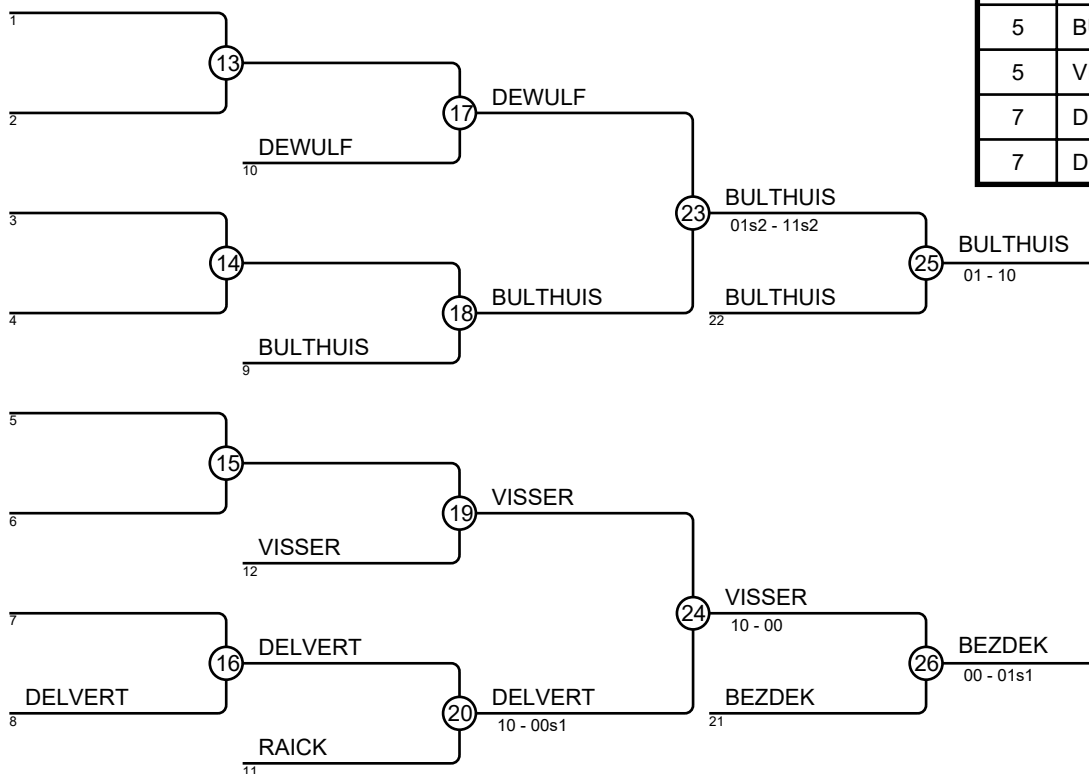 1
5 B
13
5 V
2
17 DEWULF
7 D
DEWULF
10
7 D
3
23 BULTHUIS
01s2 - 11s2
14
25 BULTHUIS
01 - 10
4
18 BULTHUIS
BULTHUIS
22
BULTHUIS
9
5
15
6
19 VISSER
VISSER
12
7
24 VISSER
10 - 00
16 DELVERT
26 BEZDEK
00 - 01s1
DELVERT
8
20 DELVERT
10 - 00s1
BEZDEK
21
RAICK
11